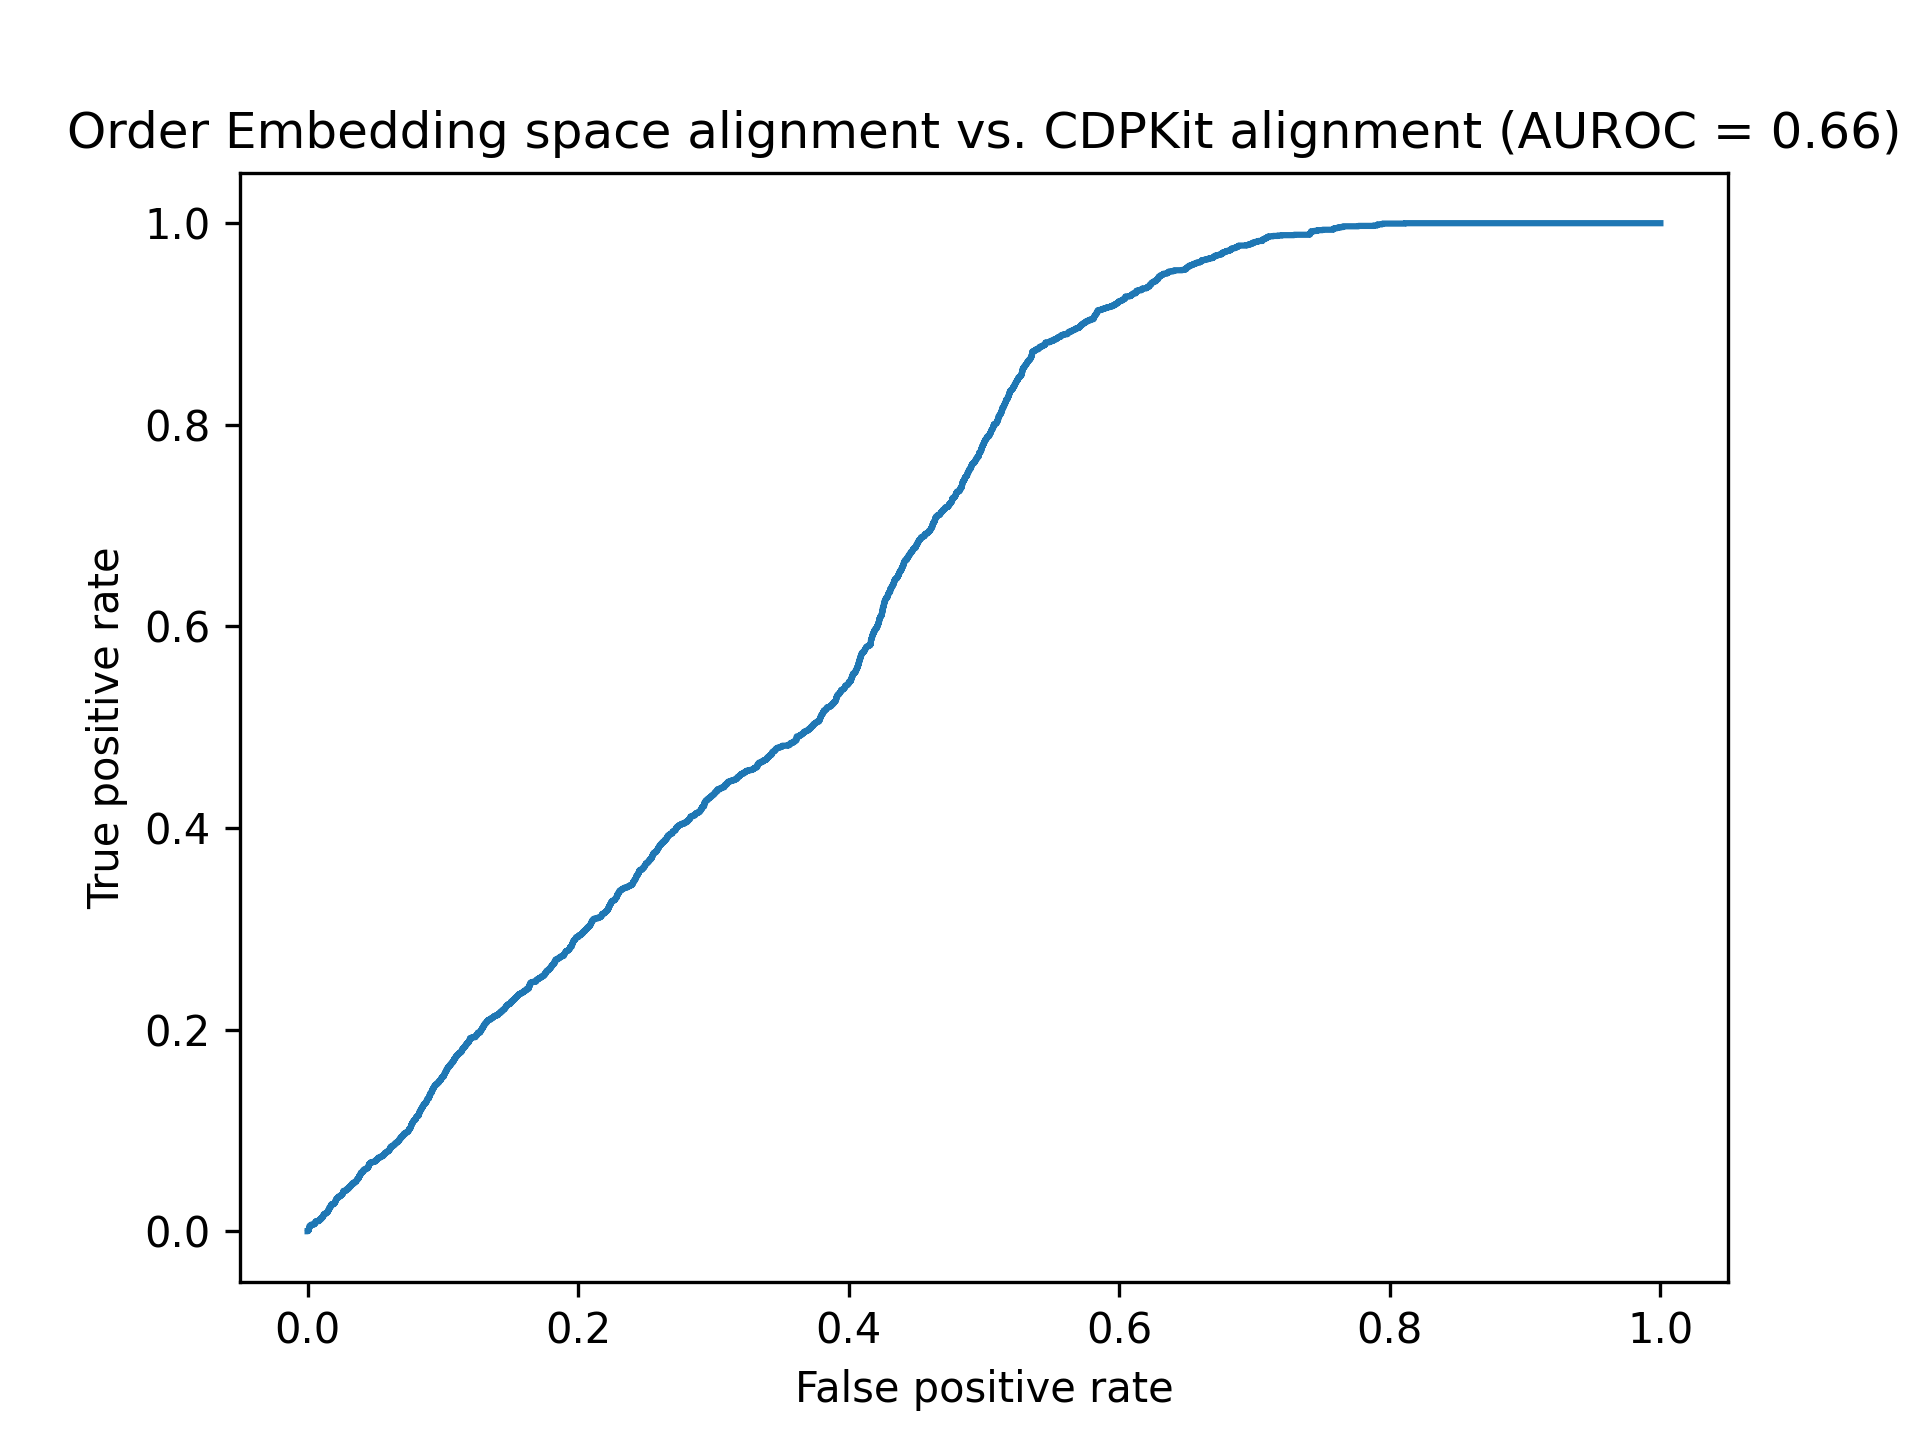 Order Embedding space alignment vs. CDPKit alignment (AUROC = 0.66)
1.0
0.8
0.6
0.4
0.2
0.0
True positive rate
0.0 0.2 0.4 0.6 0.8 1.0
False positive rate